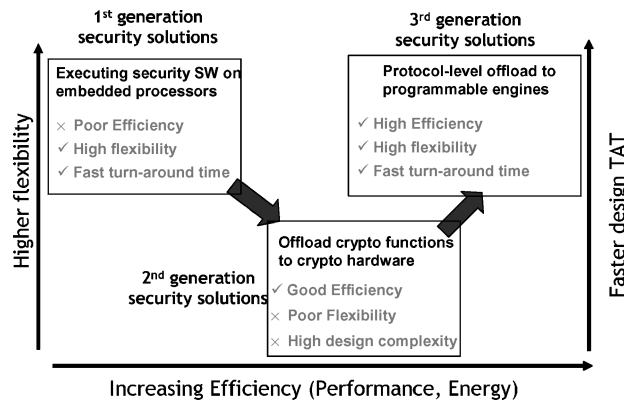 1st generation
security solutions
3rd generation
security solutions
Executing security SW on
embedded processors
× Poor Efficiency
✓ High flexibility
✓ Fast turn-around time
Protocol-level offload to
programmable engines
✓ High Efficiency
✓ High flexibility
✓ Fast turn-around time
Higher flexibility
Faster design TAT
2nd generation
security solutions
Offload crypto functions
to crypto hardware
✓ Good Efficiency
× Poor Flexibility
× High design complexity
Increasing Efficiency (Performance, Energy)